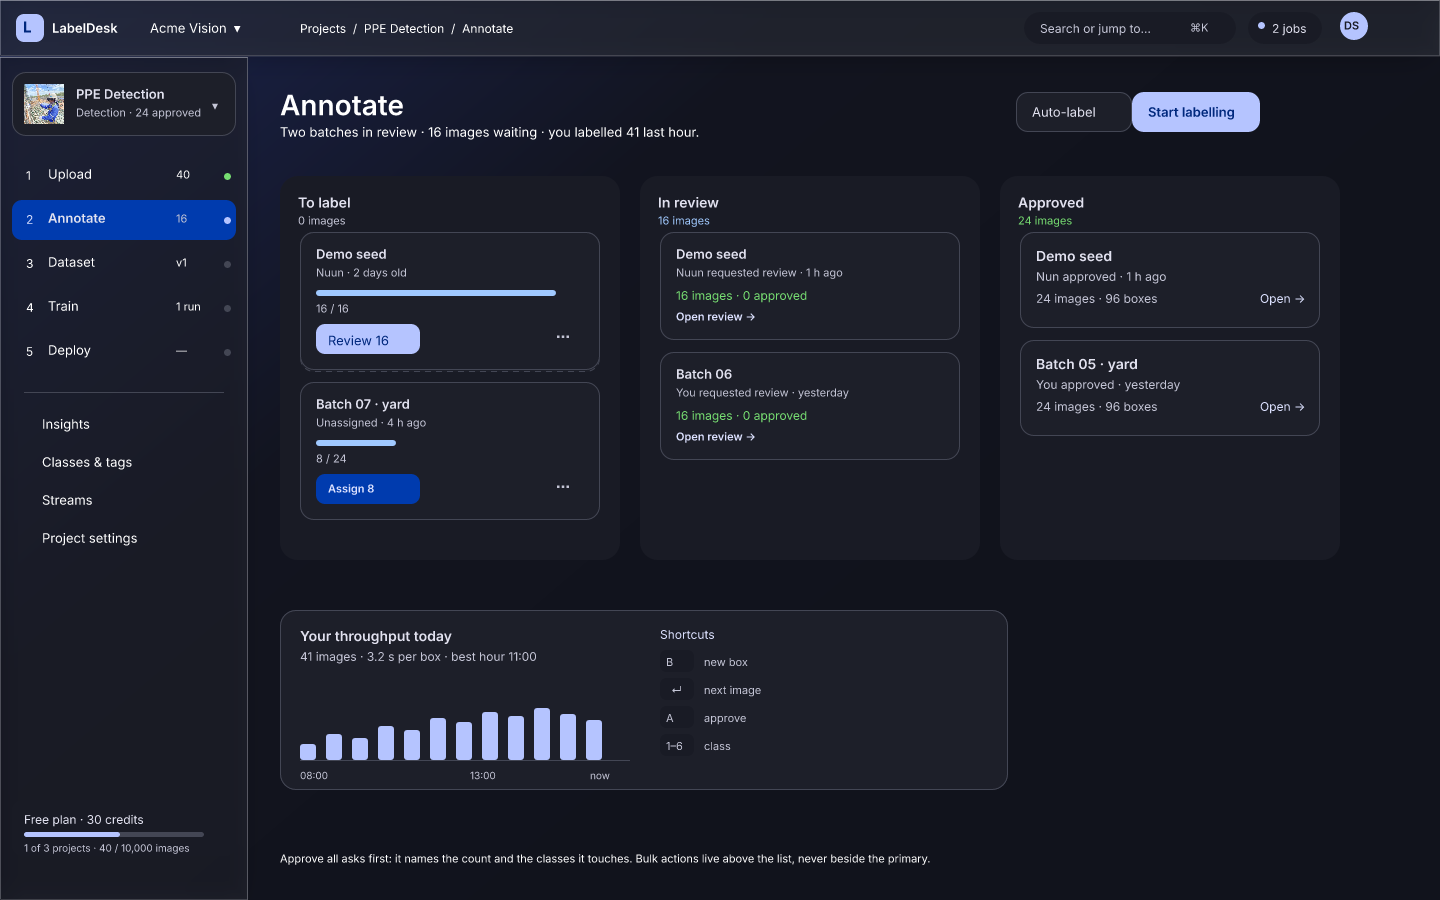 L LabelDesk Acme Vision ▾ Projects / PPE Detection / Annotate Search or jump to... ⌘K 2 jobs DS
PPE Detection
Detection · 24 approved ▾
1 Upload 40
2 Annotate 16
3 Dataset v1
4 Train 1 run
5 Deploy —
Insights
Classes & tags
Streams
Project settings
Free plan · 30 credits
1 of 3 projects · 40 / 10,000 images
Annotate
Two batches in review · 16 images waiting · you labelled 41 last hour.
Auto-label Start labelling
To label
0 images
Demo seed
Nuun · 2 days old
16 / 16
Review 16 ···
Batch 07 · yard
Unassigned · 4 h ago
8 / 24
Assign 8 ···
In review
16 images
Demo seed
Nuun requested review · 1 h ago
16 images · 0 approved
Open review →
Batch 06
You requested review · yesterday
16 images · 0 approved
Open review →
Approved
24 images
Demo seed
Nun approved · 1 h ago
24 images · 96 boxes Open →
Batch 05 · yard
You approved · yesterday
24 images · 96 boxes Open →
Your throughput today
41 images · 3.2 s per box · best hour 11:00
08:00 13:00 now
Shortcuts
B new box
↵ next image
A approve
1–6 class
Approve all asks first: it names the count and the classes it touches. Bulk actions live above the list, never beside the primary.